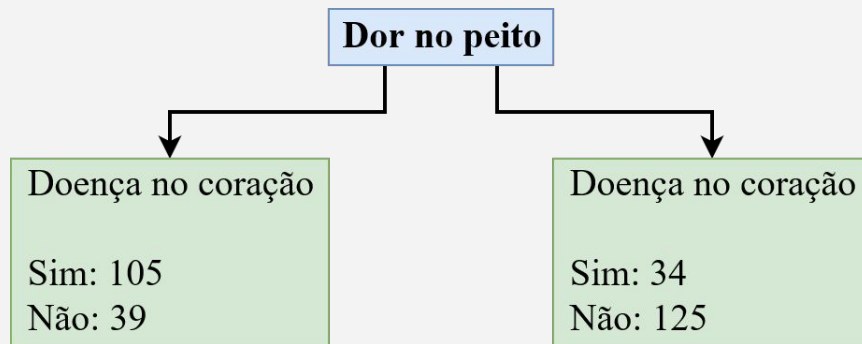 Dor no peito
Doença no coração
Sim: 105
Não: 39
Doença no coração
Sim: 34
Não: 125